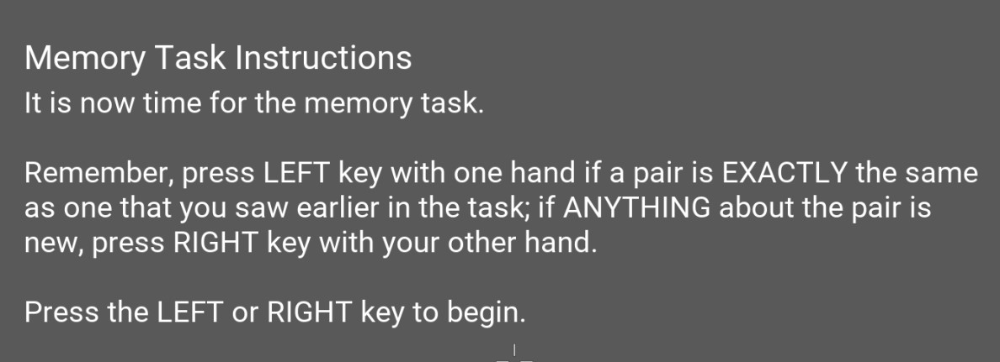 Memory Task Instructions
It is now time for the memory task.
Remember, press LEFT key with one hand if a pair is EXACTLY the same
as one that you saw earlier in the task; if ANYTHING about the pair is
new, press RIGHT key with your other hand.
Press the LEFT or RIGHT key to begin.